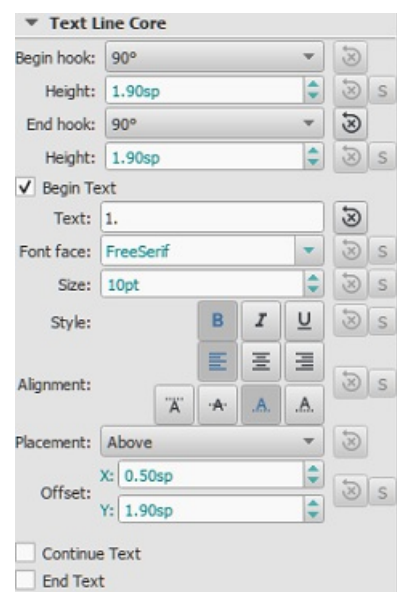 Text Line Core
Begin hook: 90°
Height: 1.90sp S
End hook: 90°
Height: 1.90sp S
Begin Text
Text: 1.
Font face: FreeSerif S
Size: 10pt S
Style: B I U S
Alignment: S
A A A A
Placement: Above
X: 0.50sp
Offset: S
Y: 1.90sp
Continue Text
End Text